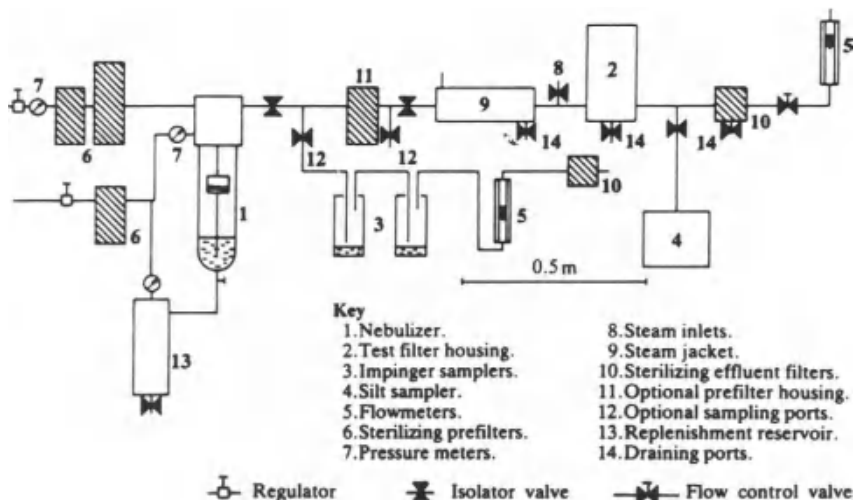 7
6
7
6
13
1
11
12
12
3
9
14
8
2
14
5
10
14
10
4
5
0.5 m
Key
1.Nebulizer.
2.Test filter housing.
3.Impinger samplers.
4.Silt sampler.
5.Flowmeters.
6.Sterilizing prefilters.
7.Pressure meters.
8.Steam inlets.
9.Steam jacket.
10.Sterilizing effluent filters.
11.Optional prefilter housing.
12.Optional sampling ports.
13.Replenishment reservoir.
14.Draining ports.
Regulator
Isolator valve
Flow control valve